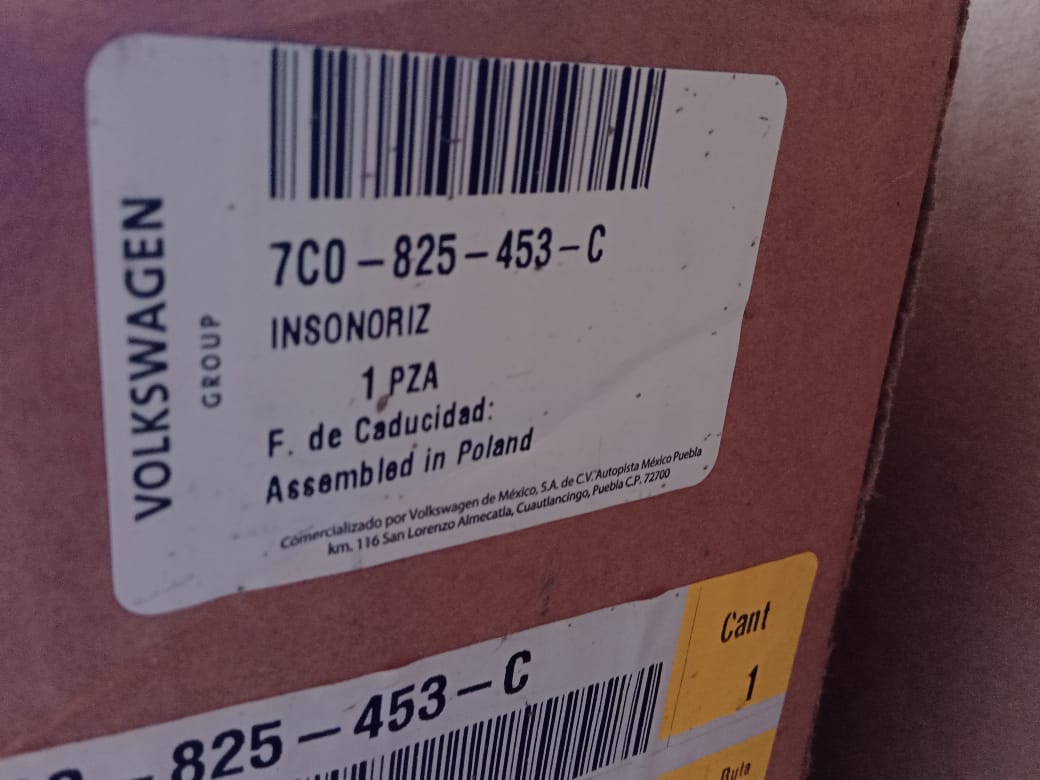 VOLKSWAGEN
GROUP
7C0-825-453-C
INSONORIZ
1 PZA
F. de Caducidad:
Assembled in Poland
Comercializado por Volkswagen de México, S.A. de C.V. Autopista México Puebla
km. 116 San Lorenzo Almecatla, Cuautlancingo, Puebla C.P. 72700
-825-453-C
Cant
1
Ruta